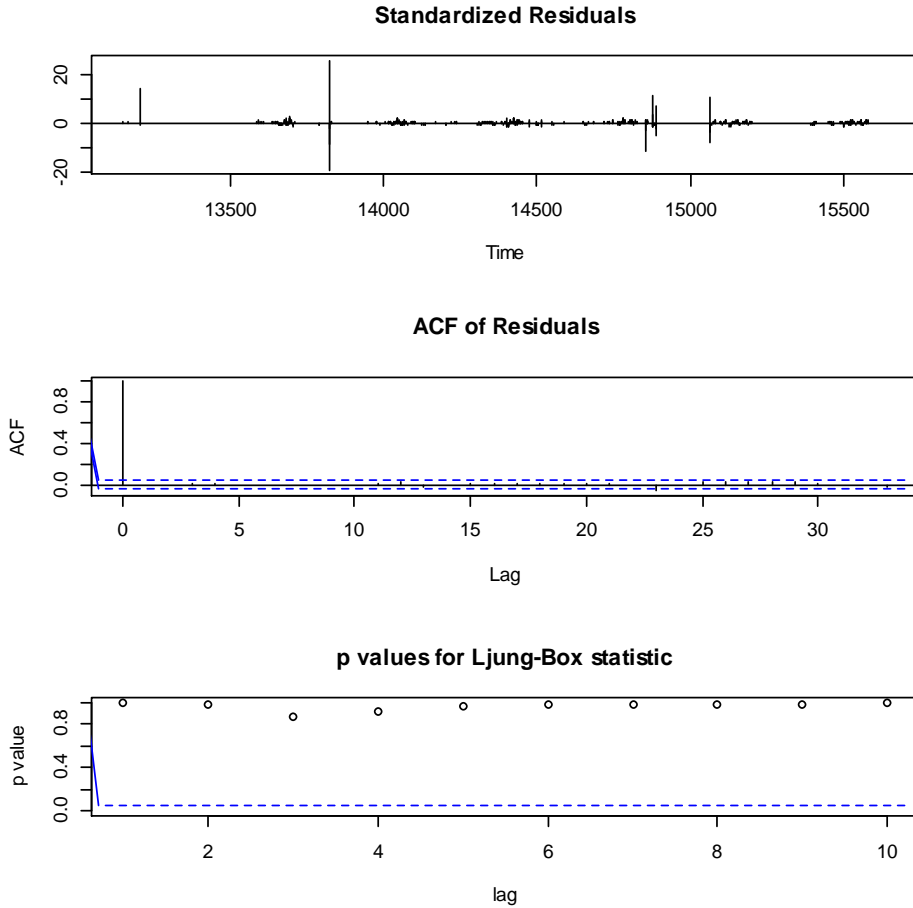 Standardized Residuals
20
0
-20
13500 14000 14500 15000 15500
Time
ACF of Residuals
ACF
0.8
0.4
0.0
0 5 10 15 20 25 30
Lag
p values for Ljung-Box statistic
p value
0.8
0.4
0.0
2 4 6 8 10
lag